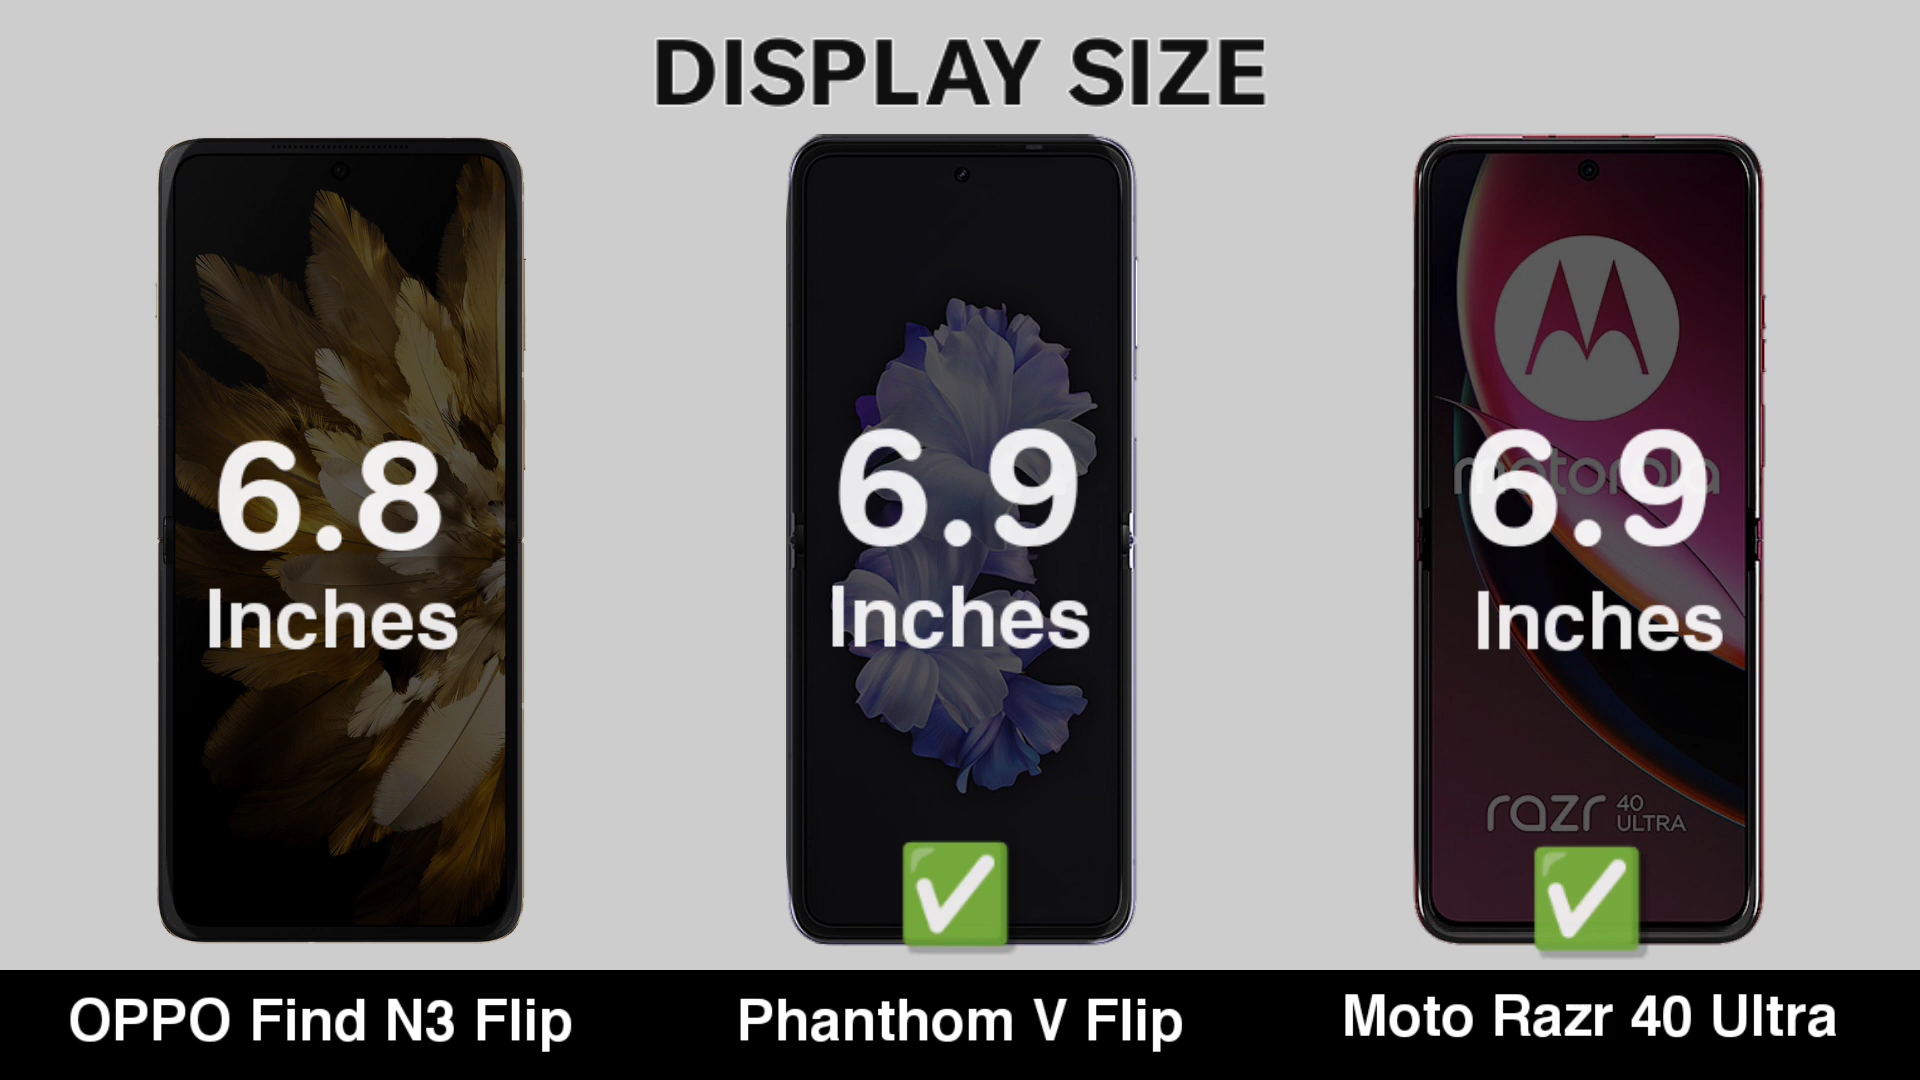 DISPLAY SIZE
6.8
Inches
6.9
Inches
motorola
6.9
Inches
razr 40 ULTRA
OPPO Find N3 Flip
Phanthom V Flip
Moto Razr 40 Ultra